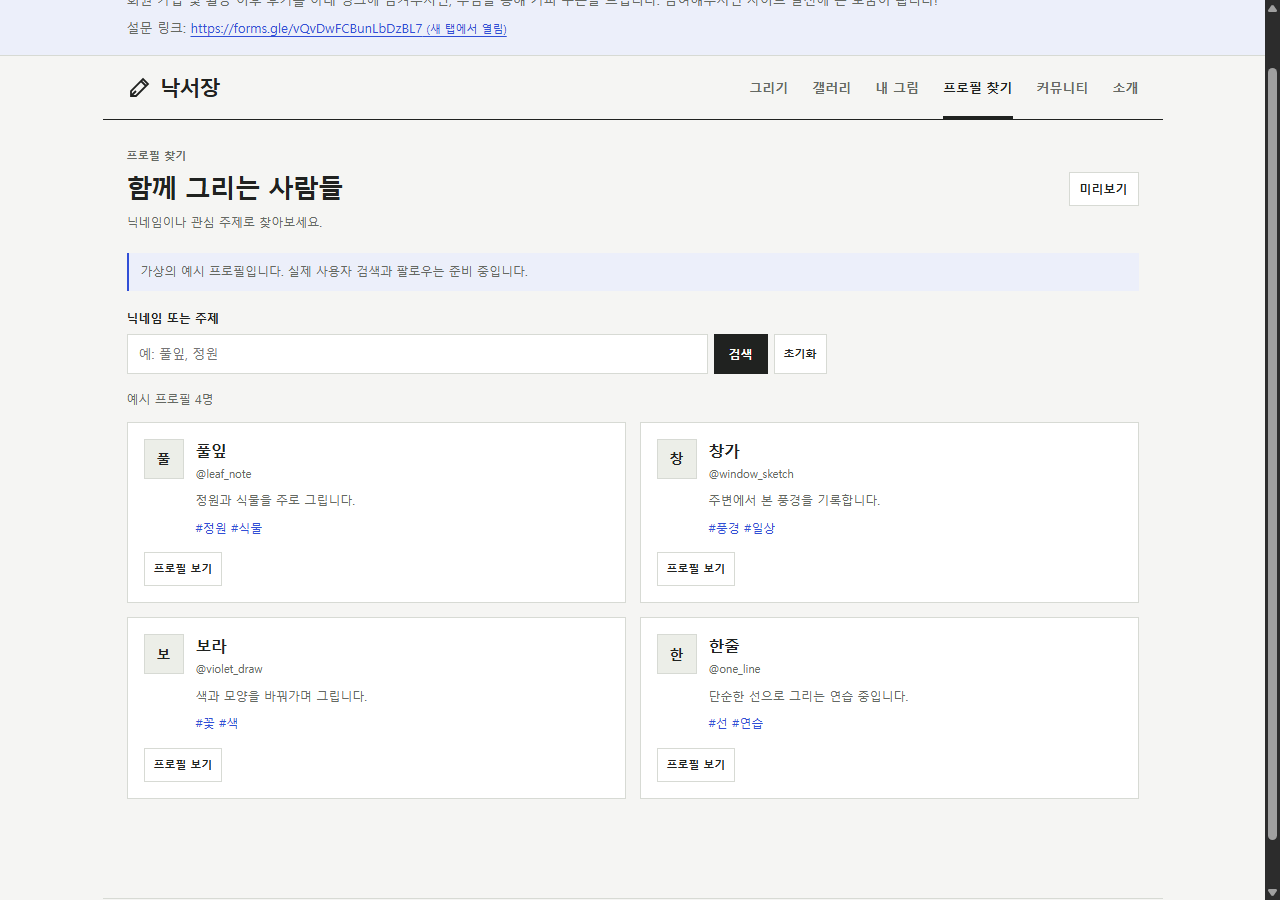 설문 링크: https://forms.gle/vQvDwFCBunLbDzBL7 (새 탭에서 열림)
낙서장
그리기 갤러리 내 그림 프로필 찾기 커뮤니티 소개
프로필 찾기
함께 그리는 사람들
미리보기
닉네임이나 관심 주제로 찾아보세요.
가상의 예시 프로필입니다. 실제 사용자 검색과 팔로우는 준비 중입니다.
닉네임 또는 주제
예: 풀잎, 정원
검색
초기화
예시 프로필 4명
풀
풀잎
@leaf_note
정원과 식물을 주로 그립니다.
#정원 #식물
프로필 보기
창
창가
@window_sketch
주변에서 본 풍경을 기록합니다.
#풍경 #일상
프로필 보기
보
보라
@violet_draw
색과 모양을 바꿔가며 그립니다.
#꽃 #색
프로필 보기
한
한줄
@one_line
단순한 선으로 그리는 연습 중입니다.
#선 #연습
프로필 보기